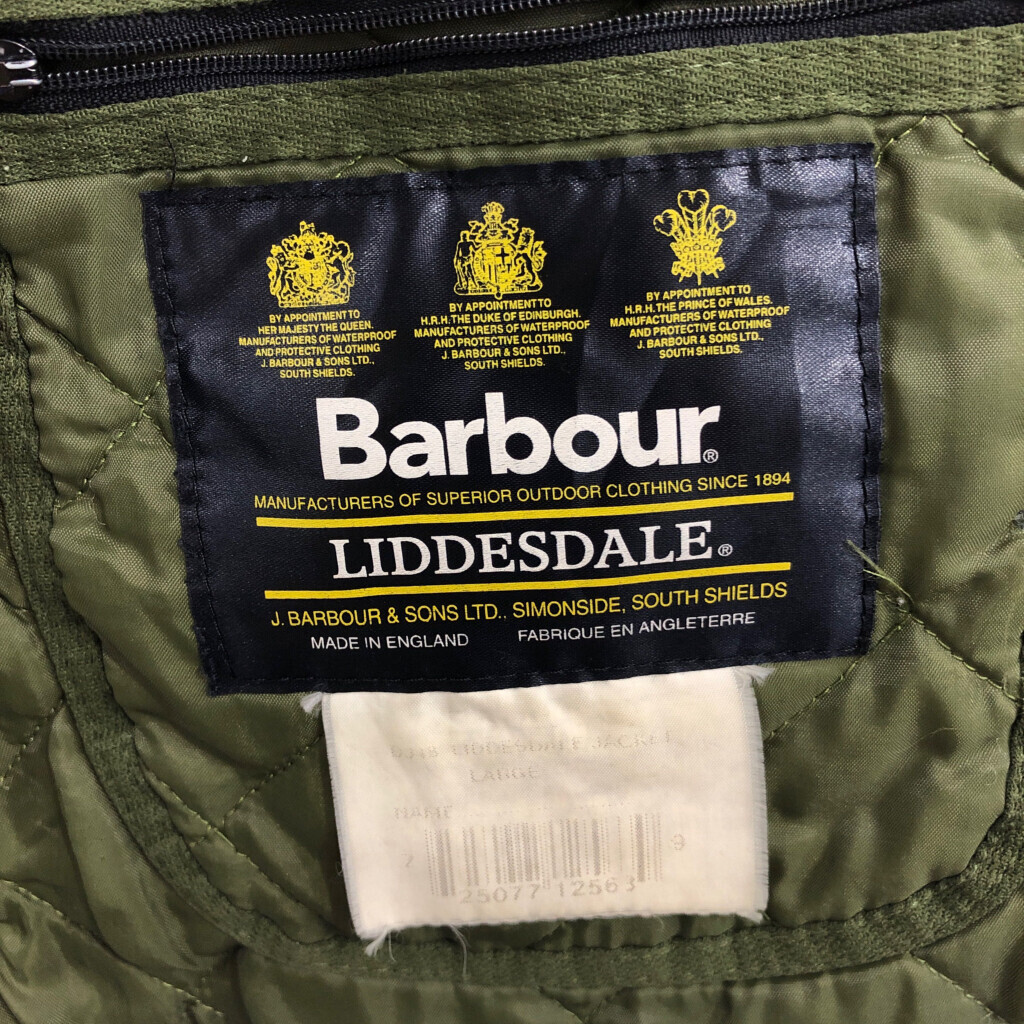 BY APPOINTMENT TO
HER MAJESTY THE QUEEN.
MANUFACTURERS OF WATERPROOF
AND PROTECTIVE CLOTHING
J. BARBOUR & SONS LTD.,
SOUTH SHIELDS.
BY APPOINTMENT TO
H.R.H. THE DUKE OF EDINBURGH.
MANUFACTURERS OF WATERPROOF
AND PROTECTIVE CLOTHING
J. BARBOUR & SONS LTD.,
SOUTH SHIELDS.
BY APPOINTMENT TO
H.R.H. THE PRINCE OF WALES.
MANUFACTURERS OF WATERPROOF
AND PROTECTIVE CLOTHING
J. BARBOUR & SONS LTD.,
SOUTH SHIELDS.
Barbour®
MANUFACTURERS OF SUPERIOR OUTDOOR CLOTHING SINCE 1894
LIDDESDALE®
J. BARBOUR & SONS LTD., SIMONSIDE, SOUTH SHIELDS
MADE IN ENGLAND FABRIQUE EN ANGLETERRE
LIDDESDALE JACKET
LARGE
NAME
7 25077 12563 9